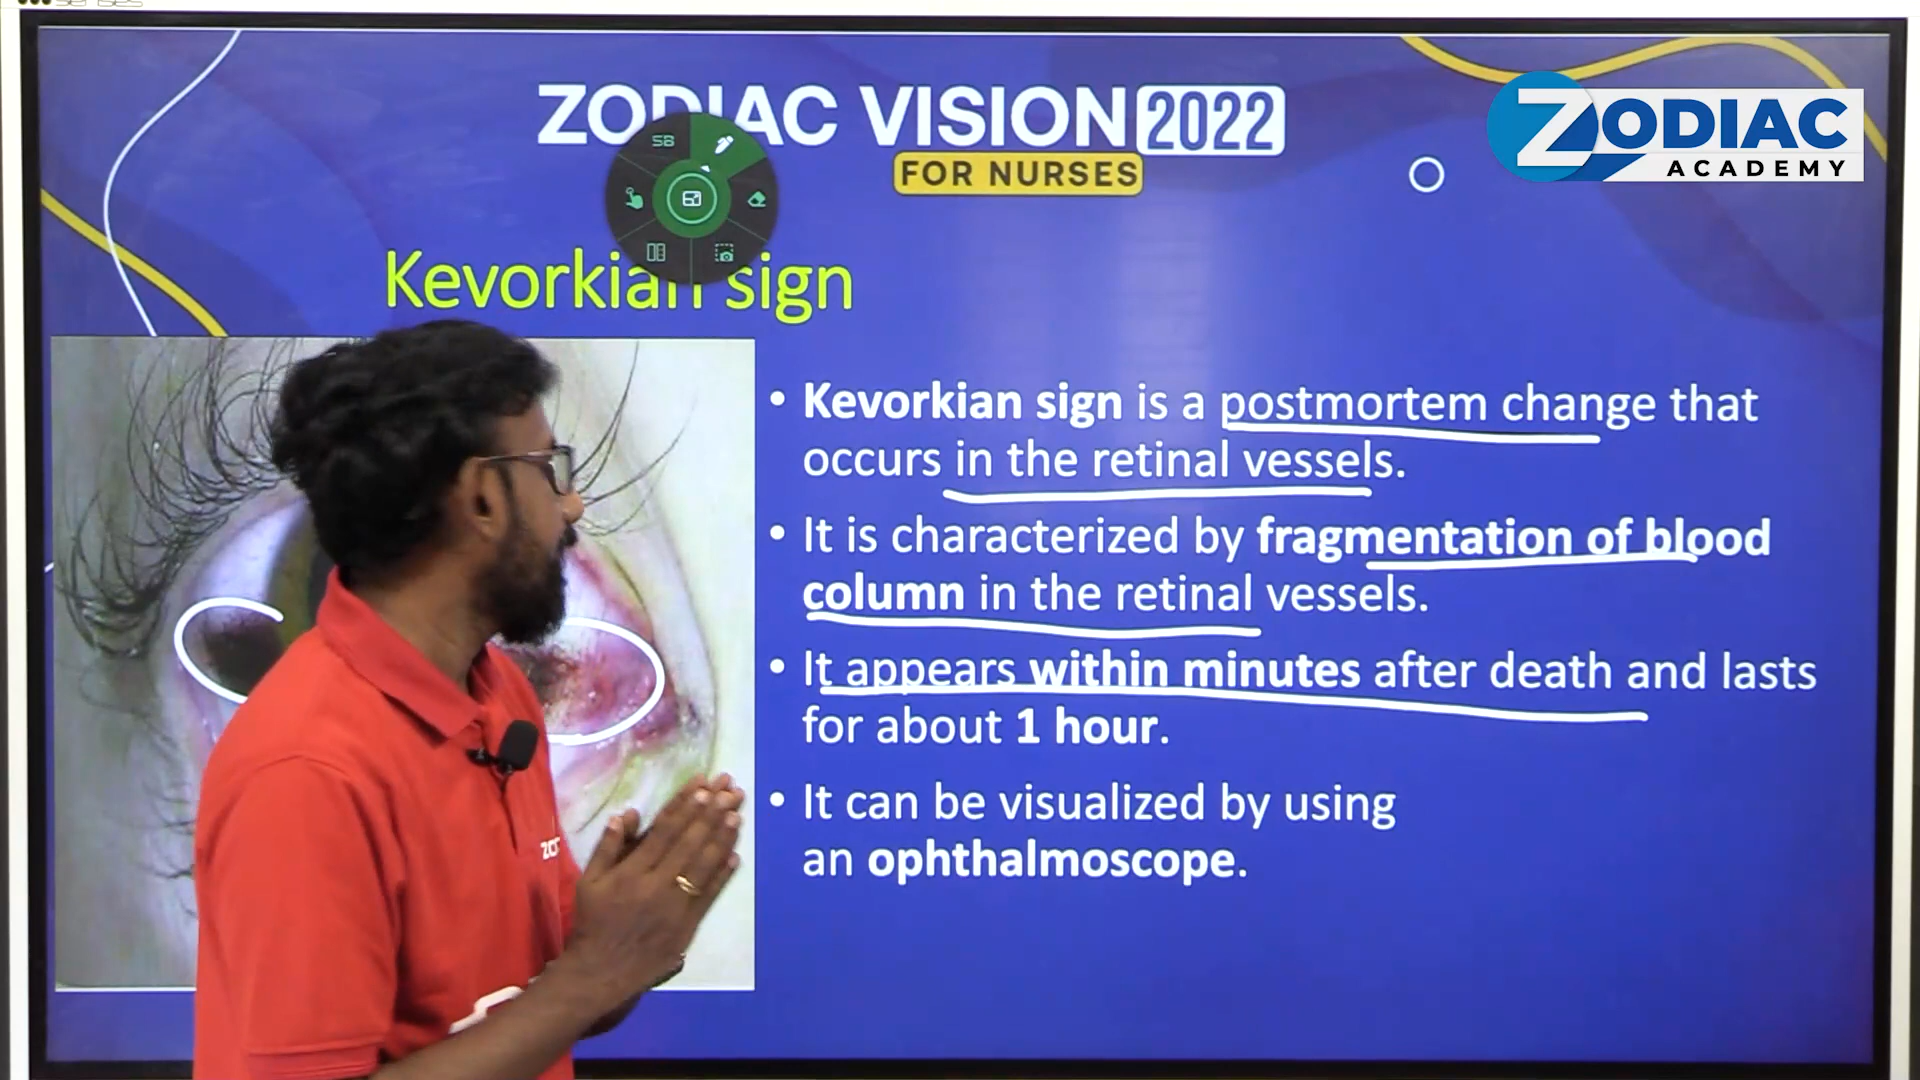 ZODIAC VISION 2022
FOR NURSES
ZODIAC
ACADEMY
Kevorkian sign
• Kevorkian sign is a postmortem change that
occurs in the retinal vessels.
• It is characterized by fragmentation of blood
column in the retinal vessels.
• It appears within minutes after death and lasts
for about 1 hour.
• It can be visualized by using
an ophthalmoscope.